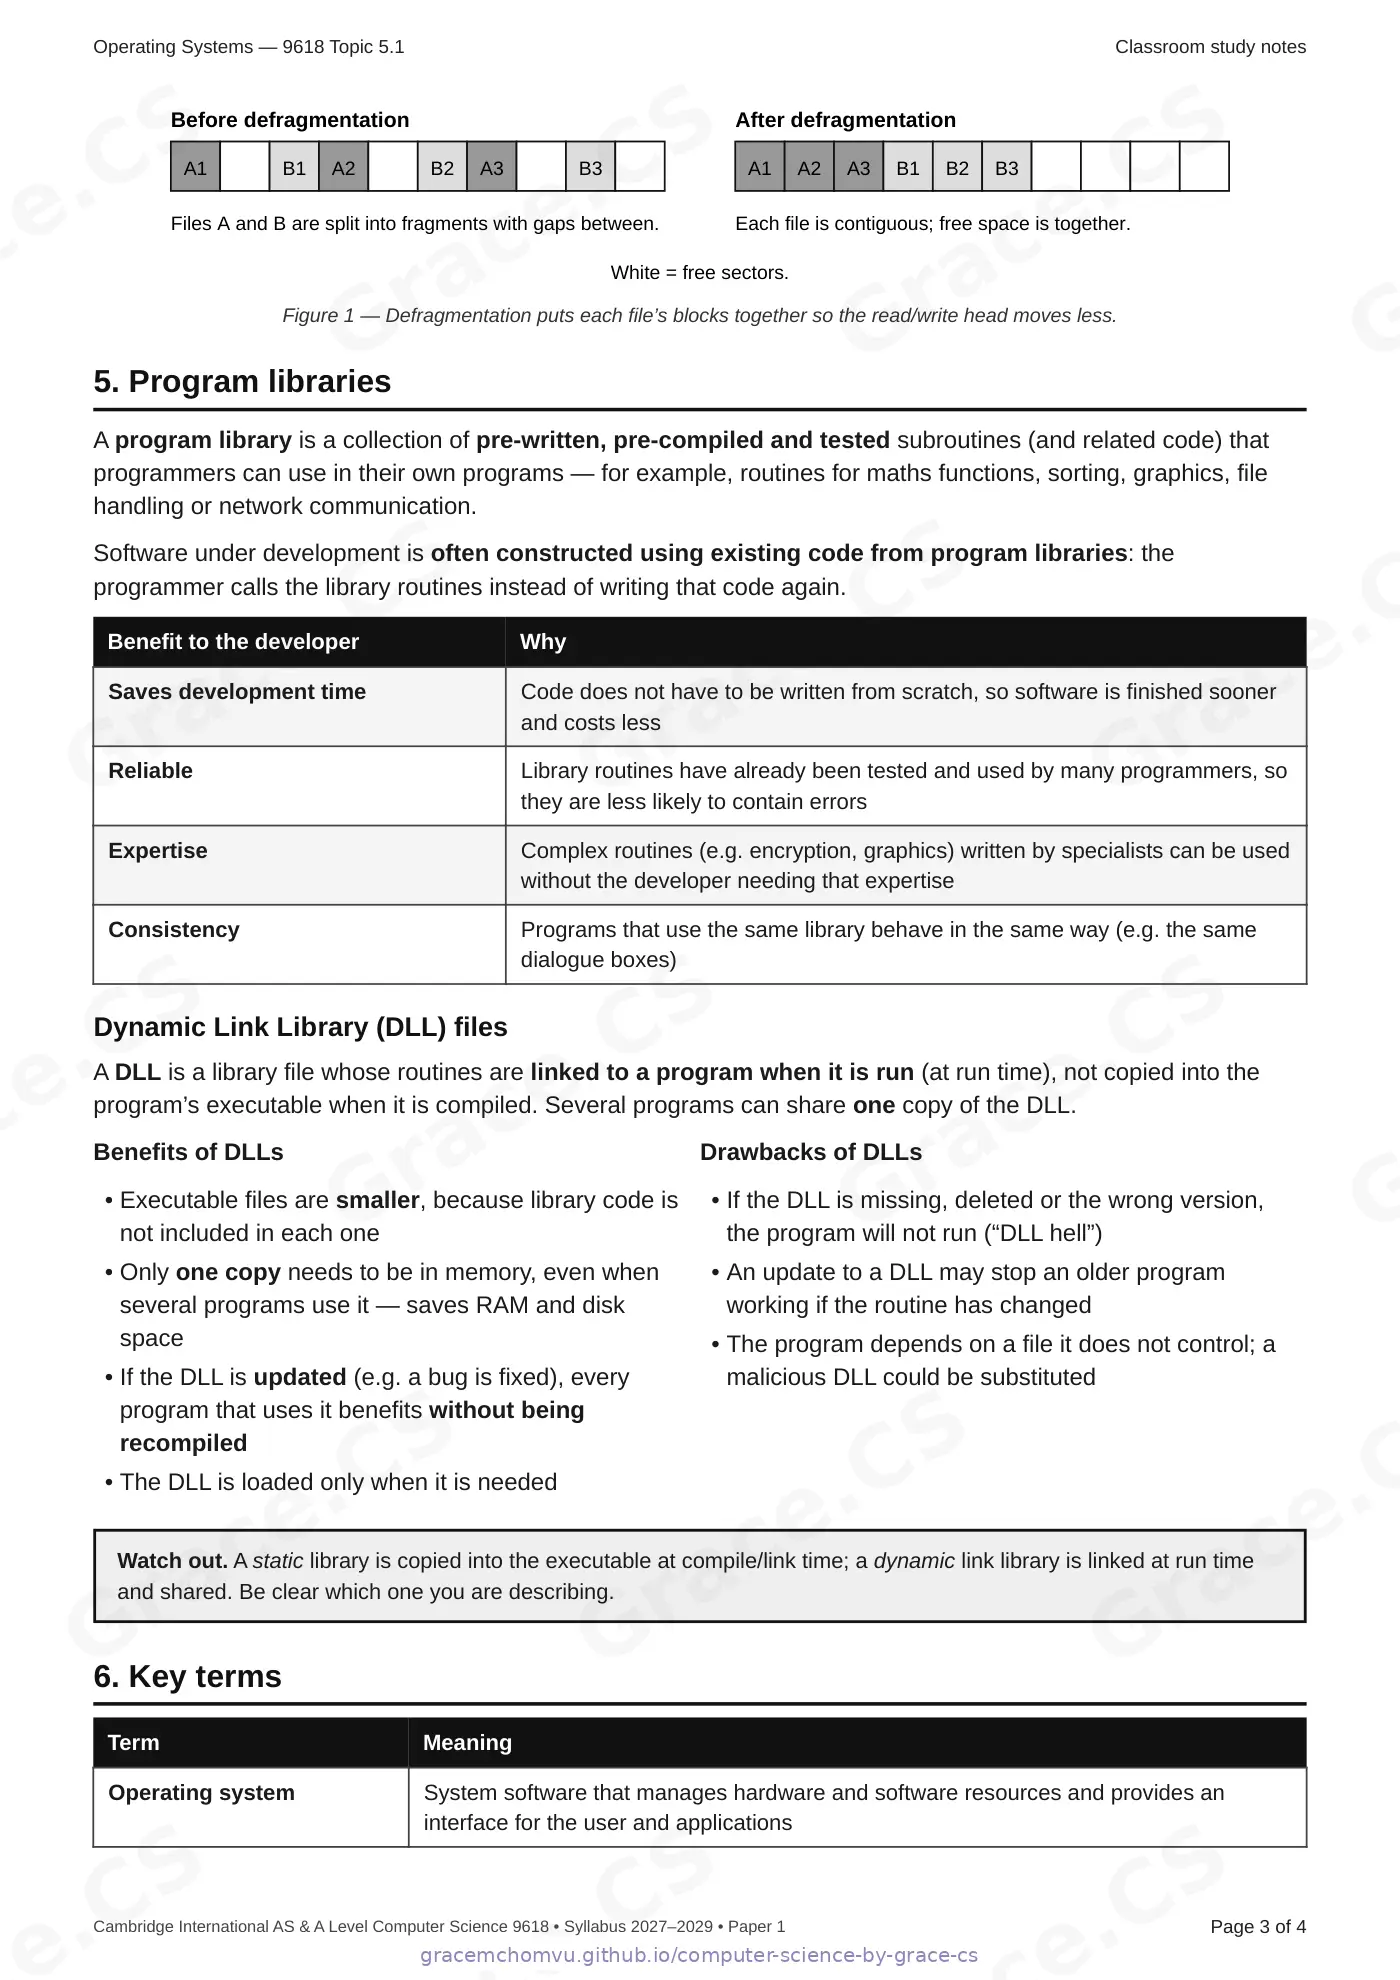 Operating Systems — 9618 Topic 5.1
Classroom study notes
Before defragmentation
After defragmentation
A1 B1 A2 B2 A3 B3
A1 A2 A3 B1 B2 B3
Files A and B are split into fragments with gaps between.
Each file is contiguous; free space is together.
White = free sectors.
Figure 1 — Defragmentation puts each file’s blocks together so the read/write head moves less.
5. Program libraries
A program library is a collection of pre-written, pre-compiled and tested subroutines (and related code) that
programmers can use in their own programs — for example, routines for maths functions, sorting, graphics, file
handling or network communication.
Software under development is often constructed using existing code from program libraries: the
programmer calls the library routines instead of writing that code again.
Benefit to the developer
Why
Saves development time
Code does not have to be written from scratch, so software is finished sooner
and costs less
Reliable
Library routines have already been tested and used by many programmers, so
they are less likely to contain errors
Expertise
Complex routines (e.g. encryption, graphics) written by specialists can be used
without the developer needing that expertise
Consistency
Programs that use the same library behave in the same way (e.g. the same
dialogue boxes)
Dynamic Link Library (DLL) files
A DLL is a library file whose routines are linked to a program when it is run (at run time), not copied into the
program’s executable when it is compiled. Several programs can share one copy of the DLL.
Benefits of DLLs
• Executable files are smaller, because library code is
not included in each one
• Only one copy needs to be in memory, even when
several programs use it — saves RAM and disk
space
• If the DLL is updated (e.g. a bug is fixed), every
program that uses it benefits without being
recompiled
• The DLL is loaded only when it is needed
Drawbacks of DLLs
• If the DLL is missing, deleted or the wrong version,
the program will not run (“DLL hell”)
• An update to a DLL may stop an older program
working if the routine has changed
• The program depends on a file it does not control; a
malicious DLL could be substituted
Watch out. A static library is copied into the executable at compile/link time; a dynamic link library is linked at run time
and shared. Be clear which one you are describing.
6. Key terms
Term
Meaning
Operating system
System software that manages hardware and software resources and provides an
interface for the user and applications
Cambridge International AS & A Level Computer Science 9618 • Syllabus 2027–2029 • Paper 1
Page 3 of 4
gracemchomvu.github.io/computer-science-by-grace-cs
Grace.CS